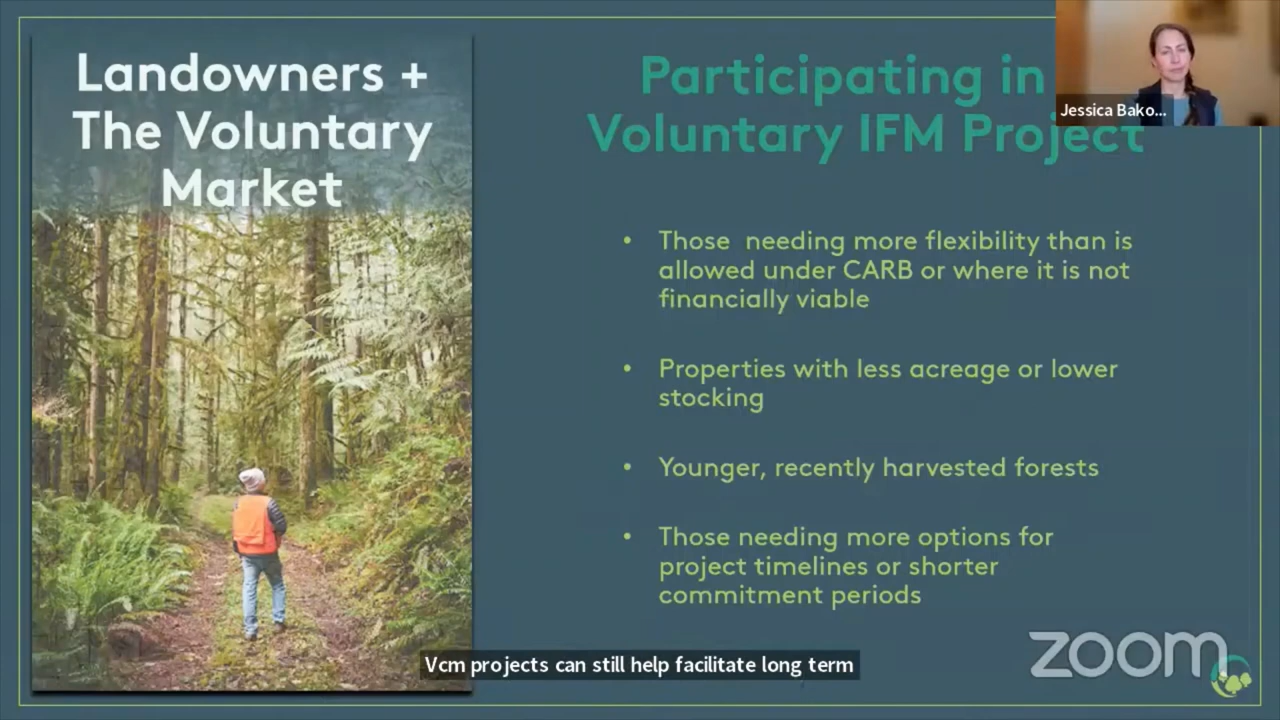 Landowners +
The Voluntary
Market
Participating in
Voluntary IFM Project
Jessica Bako...
• Those  needing more flexibility than is
allowed under CARB or where it is not
financially viable
• Properties with less acreage or lower
stocking
• Younger, recently harvested forests
• Those needing more options for
project timelines or shorter
commitment periods
Vcm projects can still help facilitate long term
zoom